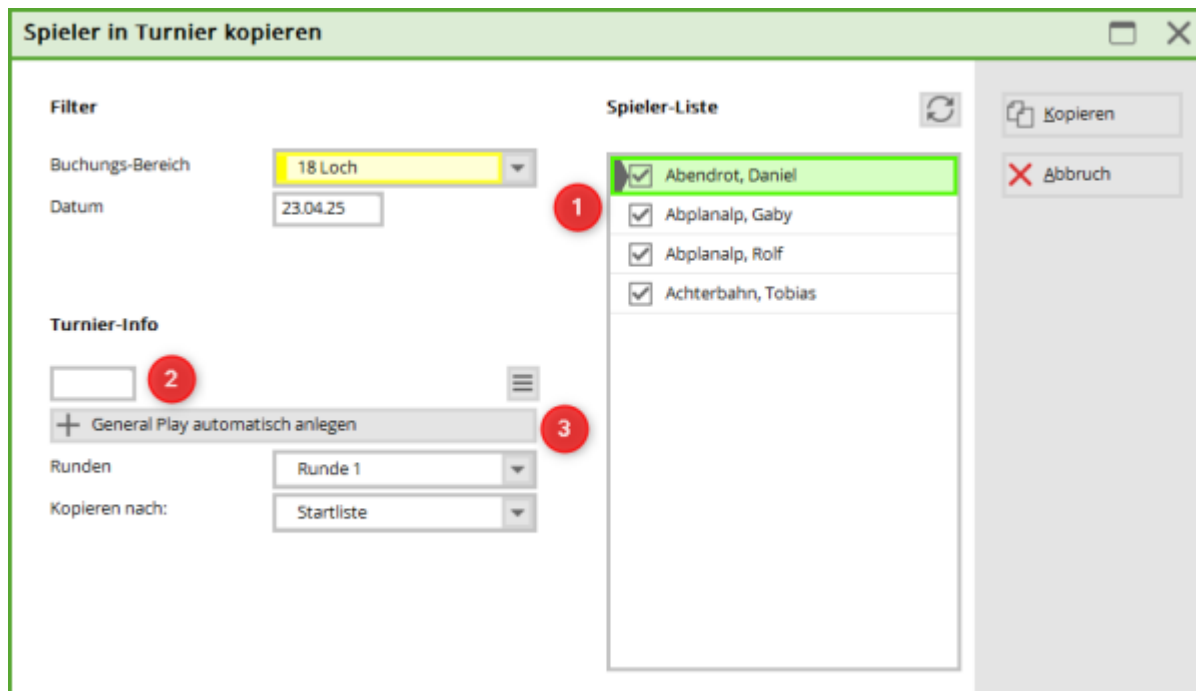 Spieler in Turnier kopieren
Filter
Buchungs-Bereich
18 Loch
Datum
23.04.25
Turnier-Info
2
General Play automatisch anlegen
3
Runden
Runde 1
Kopieren nach:
Startliste
Spieler-Liste
1
Abendrot, Daniel
Abplanalp, Gaby
Abplanalp, Rolf
Achterbahn, Tobias
Kopieren
Abbruch